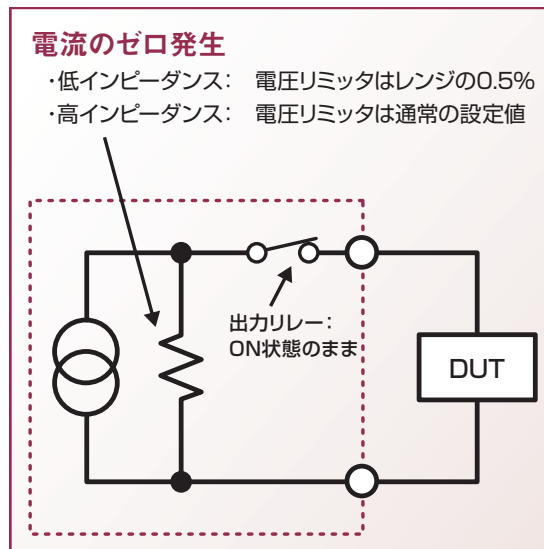 電流のゼロ発生
・低インピーダンス： 電圧リミッタはレンジの0.5%
・高インピーダンス： 電圧リミッタは通常の設定値
出力リレー：
ON状態のまま
DUT